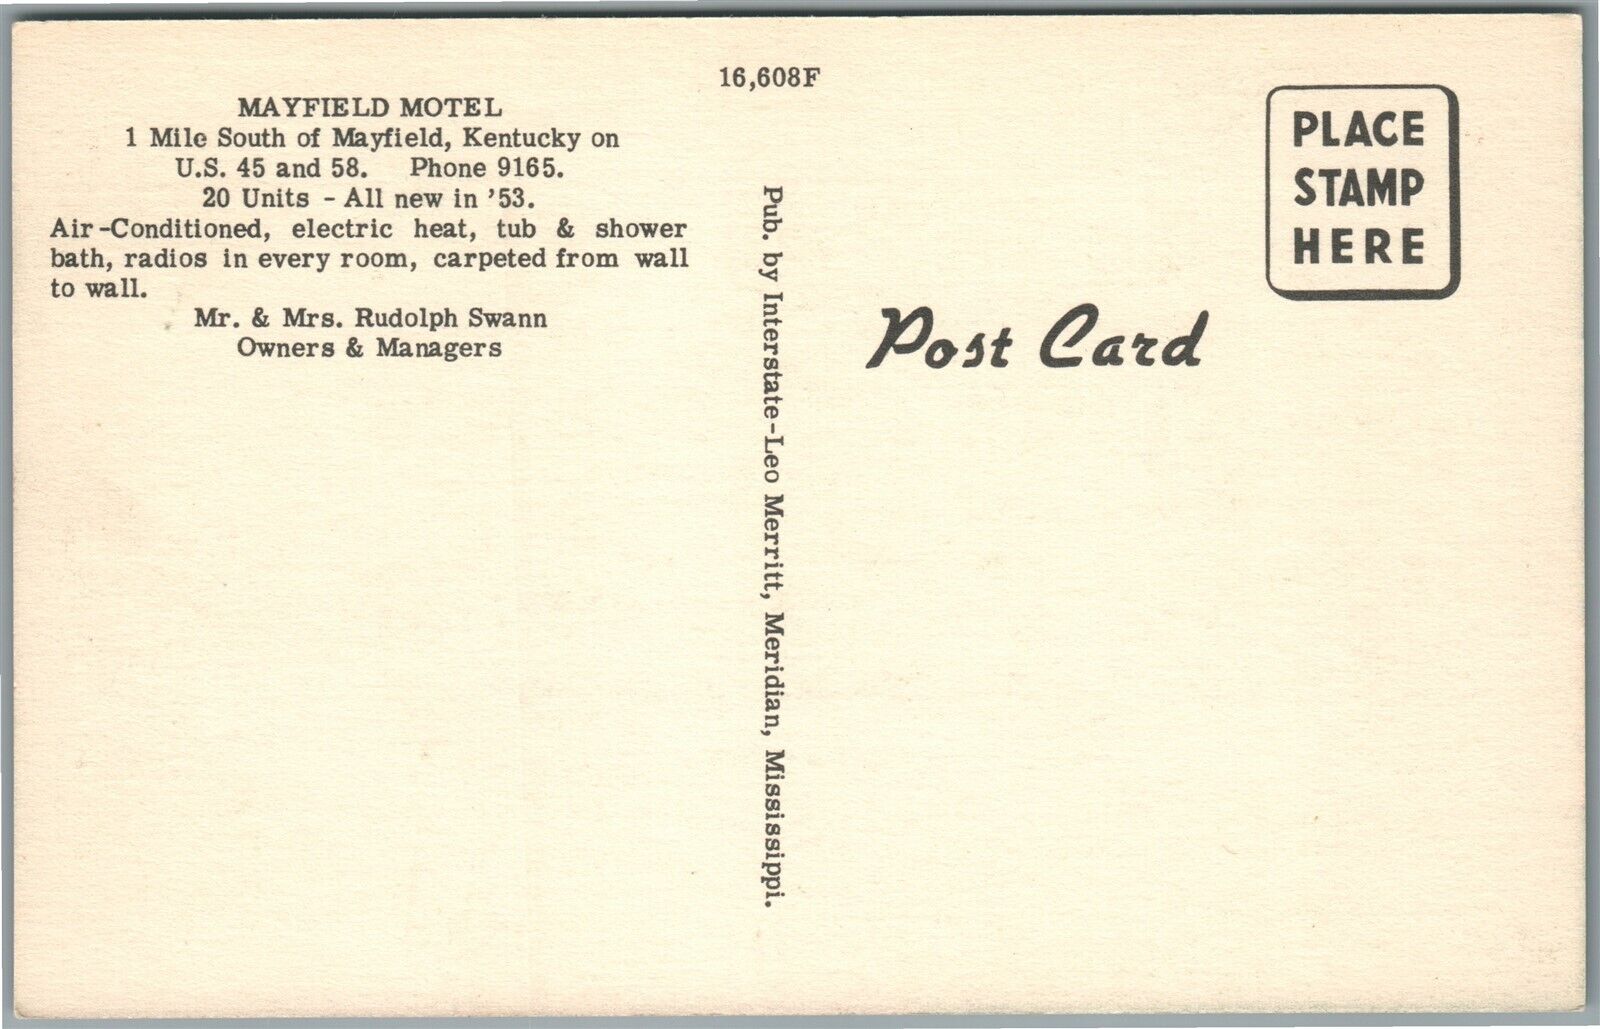 16,608F
MAYFIELD MOTEL
1 Mile South of Mayfield, Kentucky on
U.S. 45 and 58. Phone 9165.
20 Units - All new in '53.
Air-Conditioned, electric heat, tub & shower
bath, radios in every room, carpeted from wall
to wall.
Mr. & Mrs. Rudolph Swann
Owners & Managers
Pub. by Interstate-Leo Merritt, Meridian, Mississippi.
PLACE
STAMP
HERE
Post Card